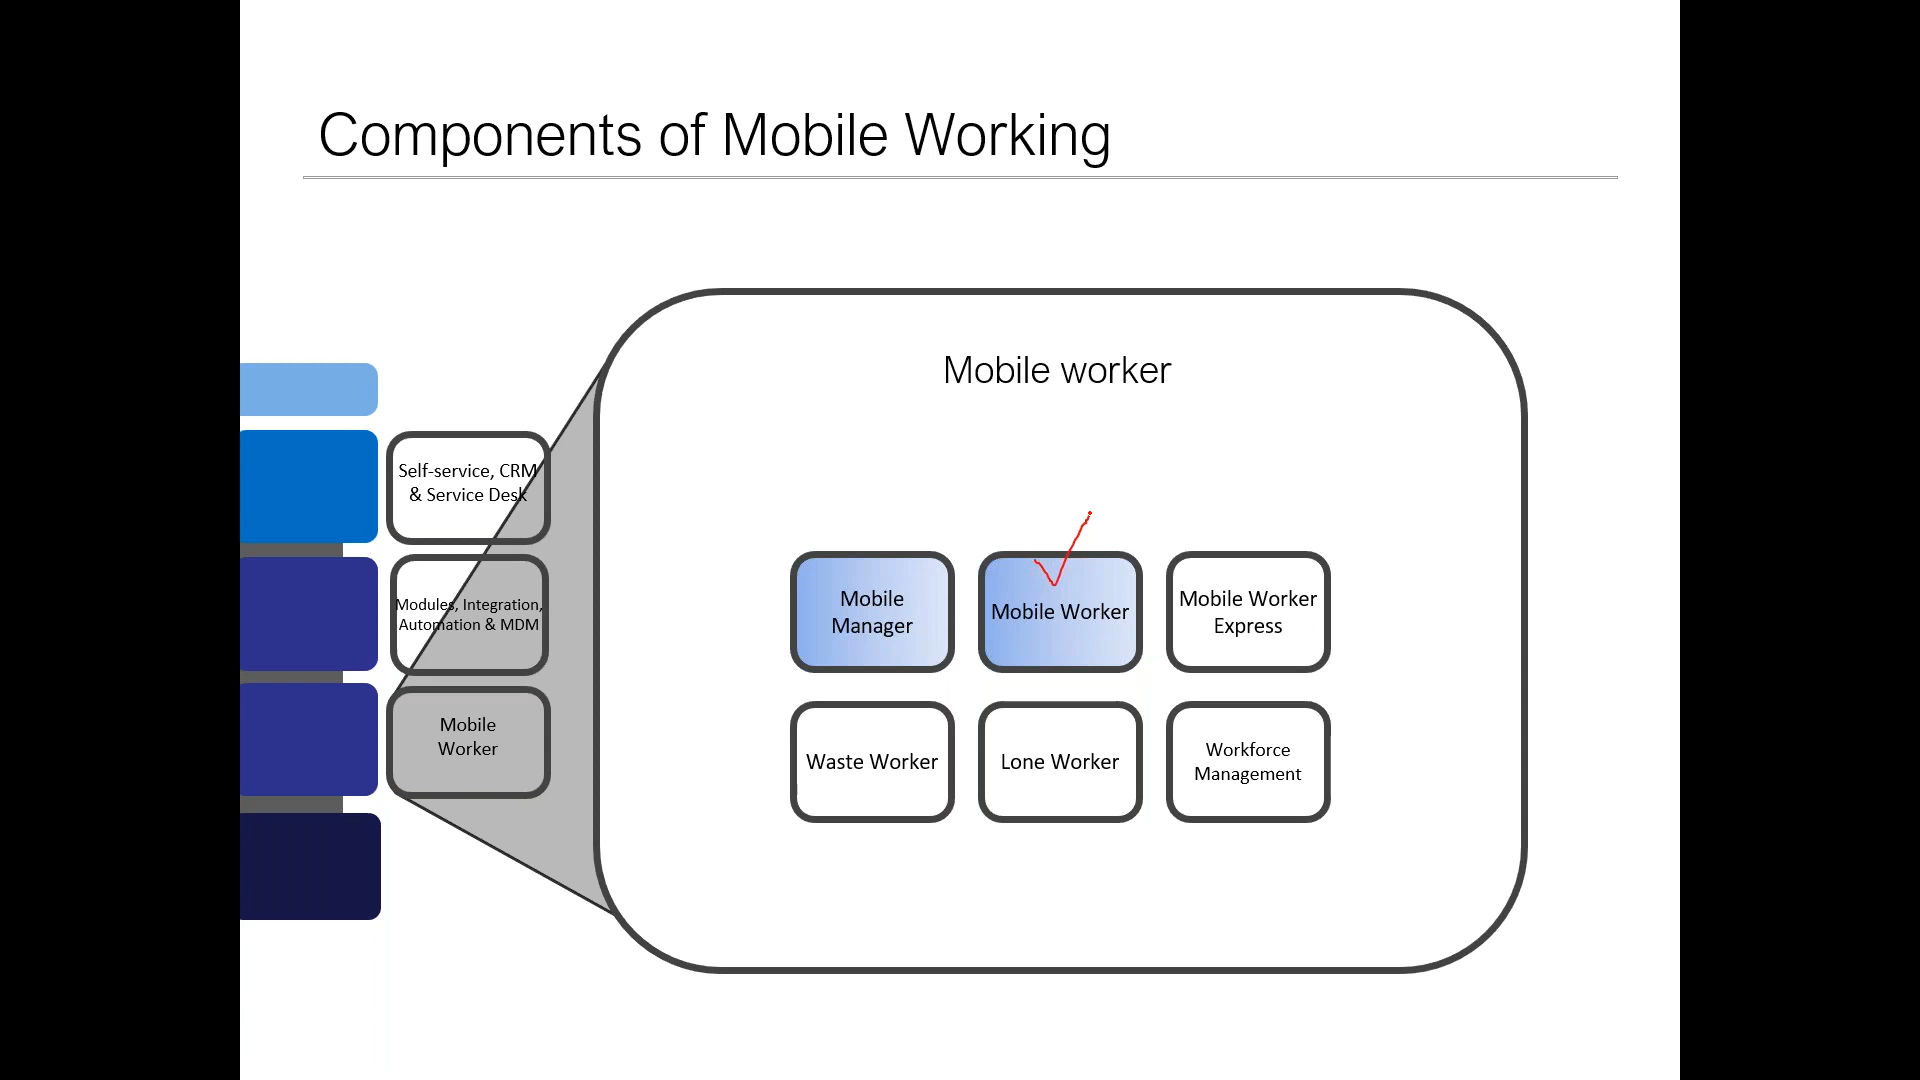 Components of Mobile Working
Mobile worker
Self-service, CRM
& Service Desk
Modules, Integration,
Automation & MDM
Mobile
Worker
Mobile
Manager
Mobile Worker
Mobile Worker
Express
Waste Worker
Lone Worker
Workforce
Management